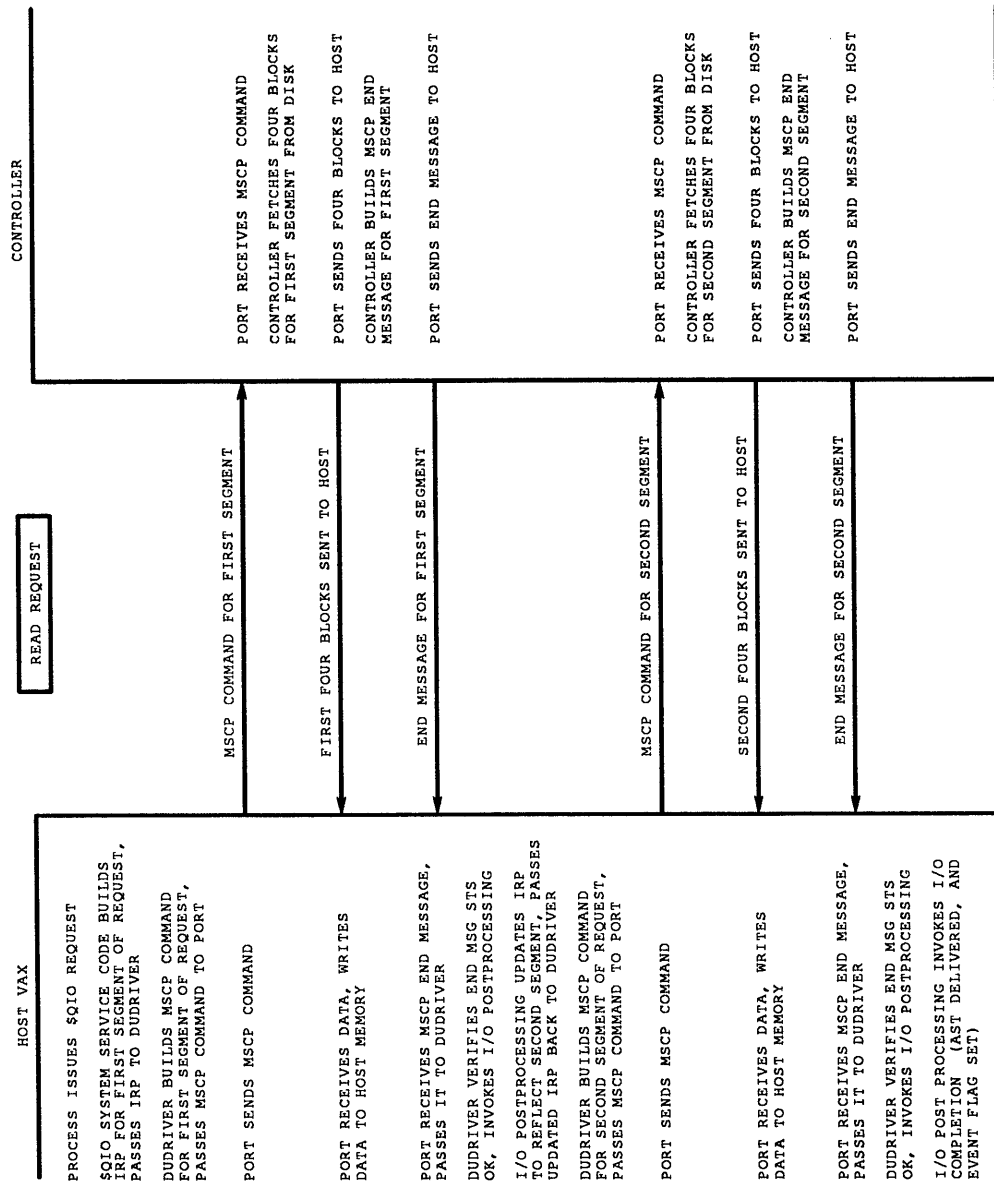 READ REQUEST
HOST VAX
CONTROLLER
PROCESS ISSUES $QIO REQUEST
$QIO SYSTEM SERVICE CODE BUILDS
IRP FOR FIRST SEGMENT OF REQUEST,
PASSES IRP TO DUDRIVER
DUDRIVER BUILDS MSCP COMMAND
FOR FIRST SEGMENT OF REQUEST,
PASSES MSCP COMMAND TO PORT
PORT SENDS MSCP COMMAND
MSCP COMMAND FOR FIRST SEGMENT
PORT RECEIVES MSCP COMMAND
CONTROLLER FETCHES FOUR BLOCKS
FOR FIRST SEGMENT FROM DISK
PORT RECEIVES DATA, WRITES
DATA TO HOST MEMORY
FIRST FOUR BLOCKS SENT TO HOST
PORT SENDS FOUR BLOCKS TO HOST
CONTROLLER BUILDS MSCP END
MESSAGE FOR FIRST SEGMENT
PORT RECEIVES MSCP END MESSAGE,
PASSES IT TO DUDRIVER
END MESSAGE FOR FIRST SEGMENT
PORT SENDS END MESSAGE TO HOST
DUDRIVER VERIFIES END MSG STS
OK, INVOKES I/O POSTPROCESSING
I/O POSTPROCESSING UPDATES IRP
TO REFLECT SECOND SEGMENT, PASSES
UPDATED IRP BACK TO DUDRIVER
DUDRIVER BUILDS MSCP COMMAND
FOR SECOND SEGMENT OF REQUEST,
PASSES MSCP COMMAND TO PORT
PORT SENDS MSCP COMMAND
MSCP COMMAND FOR SECOND SEGMENT
PORT RECEIVES MSCP COMMAND
CONTROLLER FETCHES FOUR BLOCKS
FOR SECOND SEGMENT FROM DISK
PORT RECEIVES DATA, WRITES
DATA TO HOST MEMORY
SECOND FOUR BLOCKS SENT TO HOST
PORT SENDS FOUR BLOCKS TO HOST
CONTROLLER BUILDS MSCP END
MESSAGE FOR SECOND SEGMENT
PORT RECEIVES MSCP END MESSAGE,
PASSES IT TO DUDRIVER
END MESSAGE FOR SECOND SEGMENT
PORT SENDS END MESSAGE TO HOST
DUDRIVER VERIFIES END MSG STS
OK, INVOKES I/O POSTPROCESSING
I/O POST PROCESSING INVOKES I/O
COMPLETION (AST DELIVERED, AND
EVENT FLAG SET)